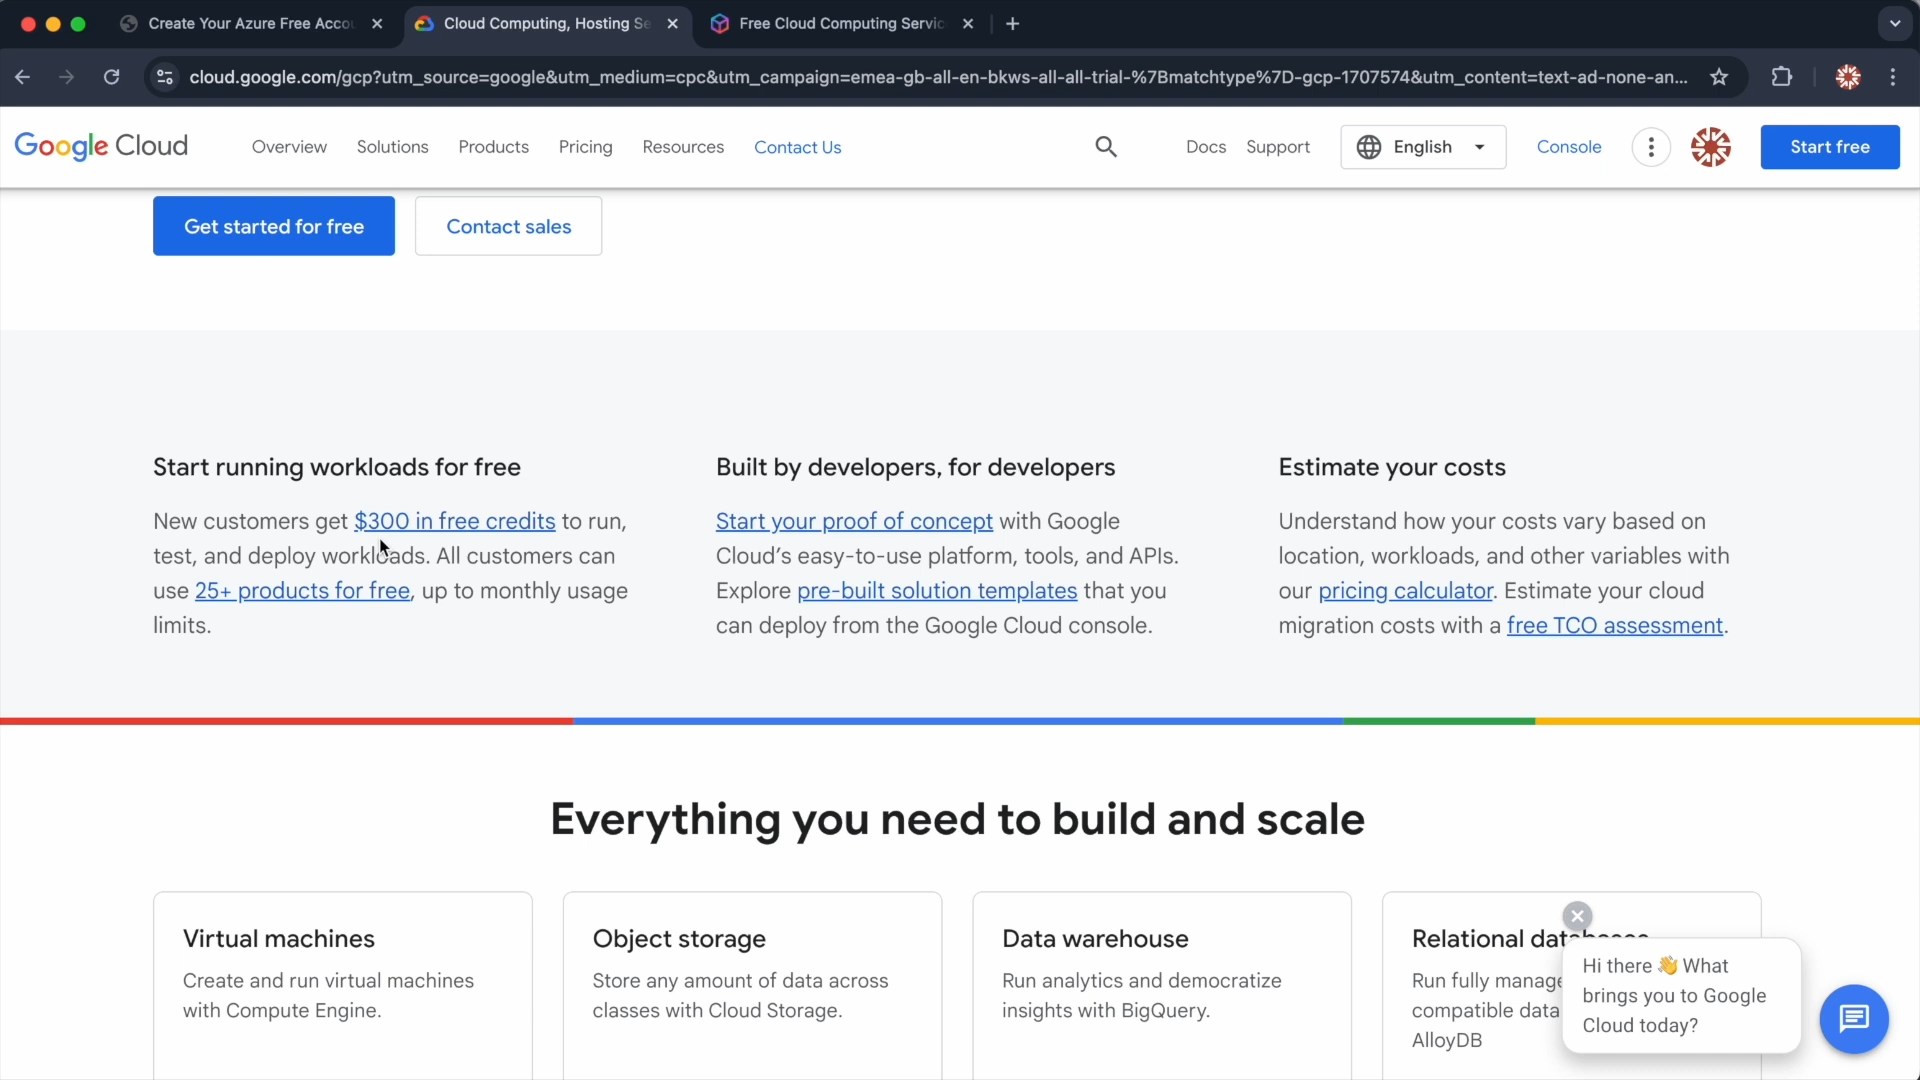 Create Your Azure Free Acco
Cloud Computing, Hosting Se
Free Cloud Computing Servic
cloud.google.com/gcp?utm_source=google&utm_medium=cpc&utm_campaign=emea-gb-all-en-bkws-all-all-trial-%7Bmatchtype%7D-gcp-1707574&utm_content=text-ad-none-an...
Google Cloud
Overview
Solutions
Products
Pricing
Resources
Contact Us
Docs
Support
English
Console
Start free
Get started for free
Contact sales
Start running workloads for free
New customers get $300 in free credits to run,
test, and deploy workloads. All customers can
use 25+ products for free, up to monthly usage
limits.
Built by developers, for developers
Start your proof of concept with Google
Cloud’s easy-to-use platform, tools, and APIs.
Explore pre-built solution templates that you
can deploy from the Google Cloud console.
Estimate your costs
Understand how your costs vary based on
location, workloads, and other variables with
our pricing calculator. Estimate your cloud
migration costs with a free TCO assessment.
Everything you need to build and scale
Virtual machines
Create and run virtual machines
with Compute Engine.
Object storage
Store any amount of data across
classes with Cloud Storage.
Data warehouse
Run analytics and democratize
insights with BigQuery.
Relational databases
Run fully manage
compatible data
AlloyDB
Hi there 👋 What
brings you to Google
Cloud today?